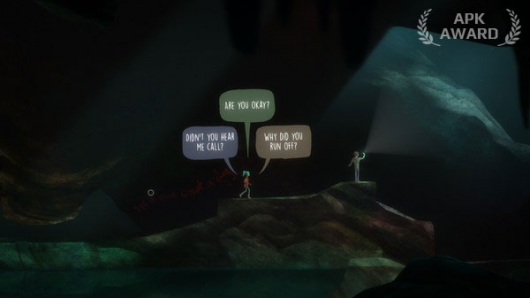 APK
AWARD
ARE YOU OKAY?
DIDN'T YOU HEAR
ME CALL?
WHY DID YOU
RUN OFF?